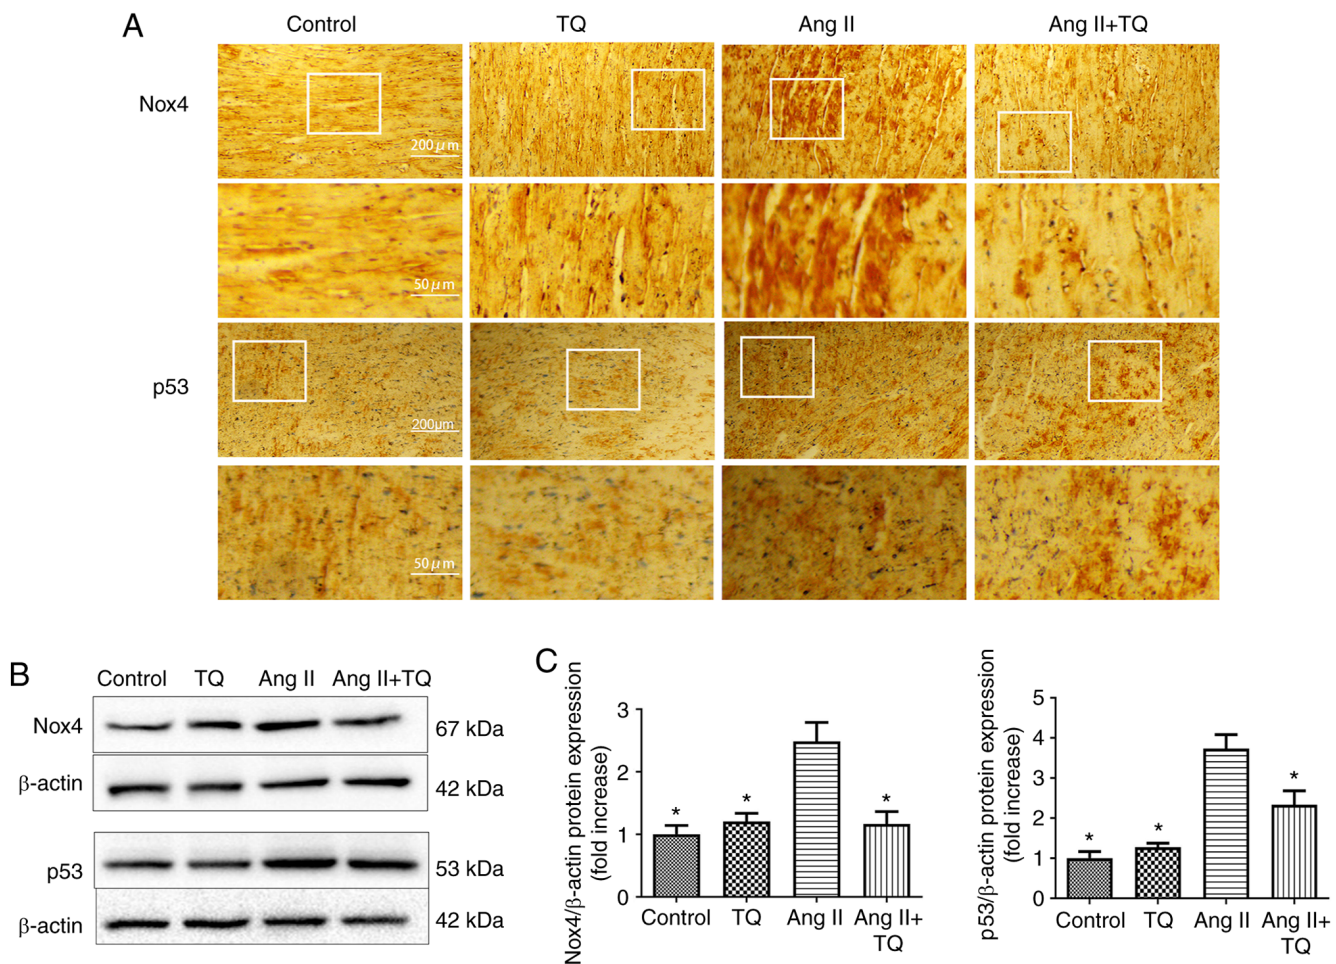 A
Control TQ Ang II Ang II+TQ
Nox4
200 μm
50 μm
p53
200μm
50 μm
B
Control TQ Ang II Ang II+TQ
Nox4 67 kDa
β-actin 42 kDa
p53 53 kDa
β-actin 42 kDa
C
Nox4/β-actin protein expression
(fold increase)
3
2
1
0
* * *
Control TQ Ang II Ang II+
TQ
p53/β-actin protein expression
(fold increase)
5
4
3
2
1
0
* * *
Control TQ Ang II Ang II+
TQ